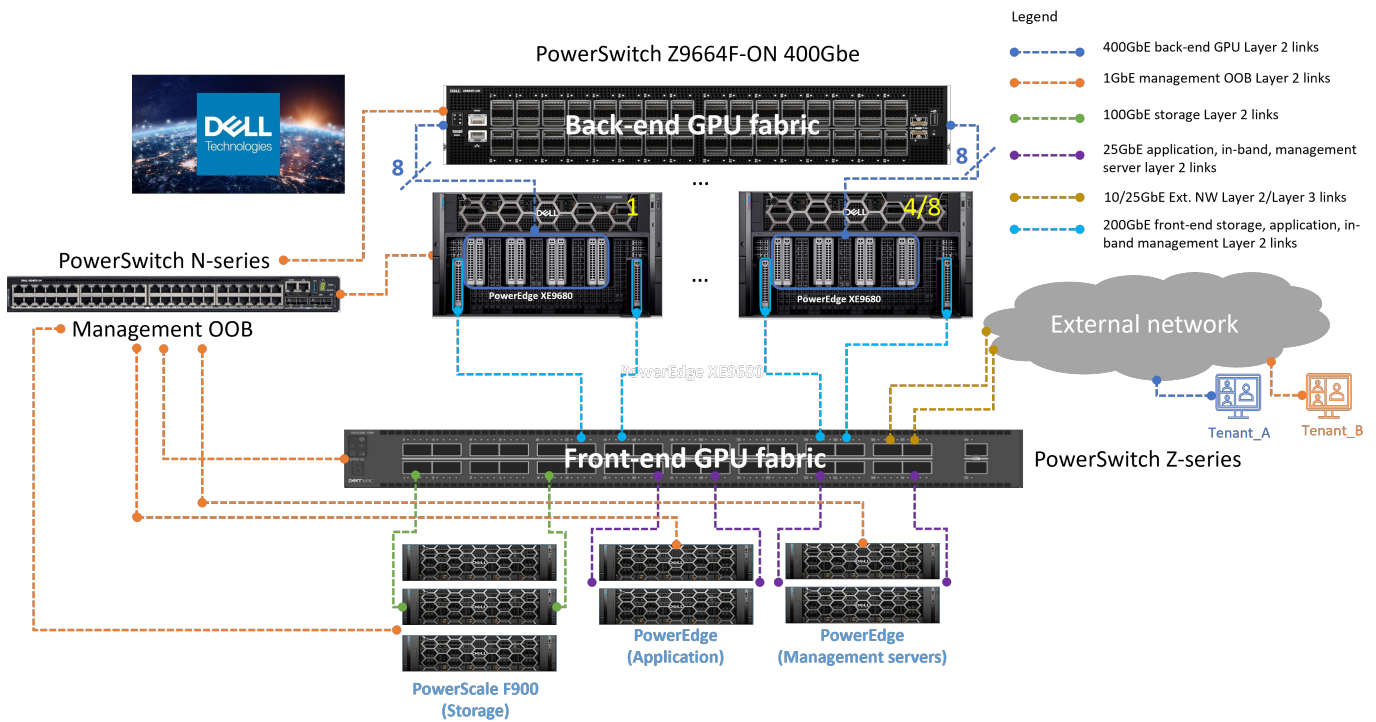 Legend
400GbE back-end GPU Layer 2 links
1GbE management OOB Layer 2 links
100GbE storage Layer 2 links
25GbE application, in-band, management
server layer 2 links
10/25GbE Ext. NW Layer 2/Layer 3 links
200GbE front-end storage, application, in-
band management Layer 2 links
PowerSwitch Z9664F-ON 400Gbe
DELL
Technologies
Back-end GPU fabric
8
8
...
1
4/8
DELL
DELL
PowerEdge XE9680
PowerEdge XE9680
...
PowerSwitch N-series
Management OOB
External network
PowerEdge XE9680
Tenant_A
Tenant_B
Front-end GPU fabric
PowerSwitch Z-series
PowerEdge
(Application)
PowerEdge
(Management servers)
PowerScale F900
(Storage)